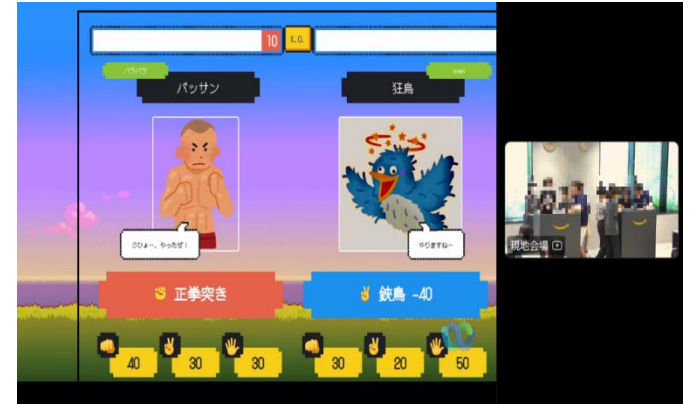 10 K.O.
パラパラ
パッサン
狂鳥
うひょー、やったぜ!
やりますねー
✊ 正拳突き
✌ 鋏鳥 -40
40 30 30
30 20 50
現地会場